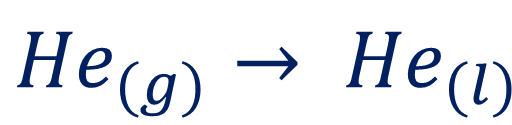 He(g) → He(l)